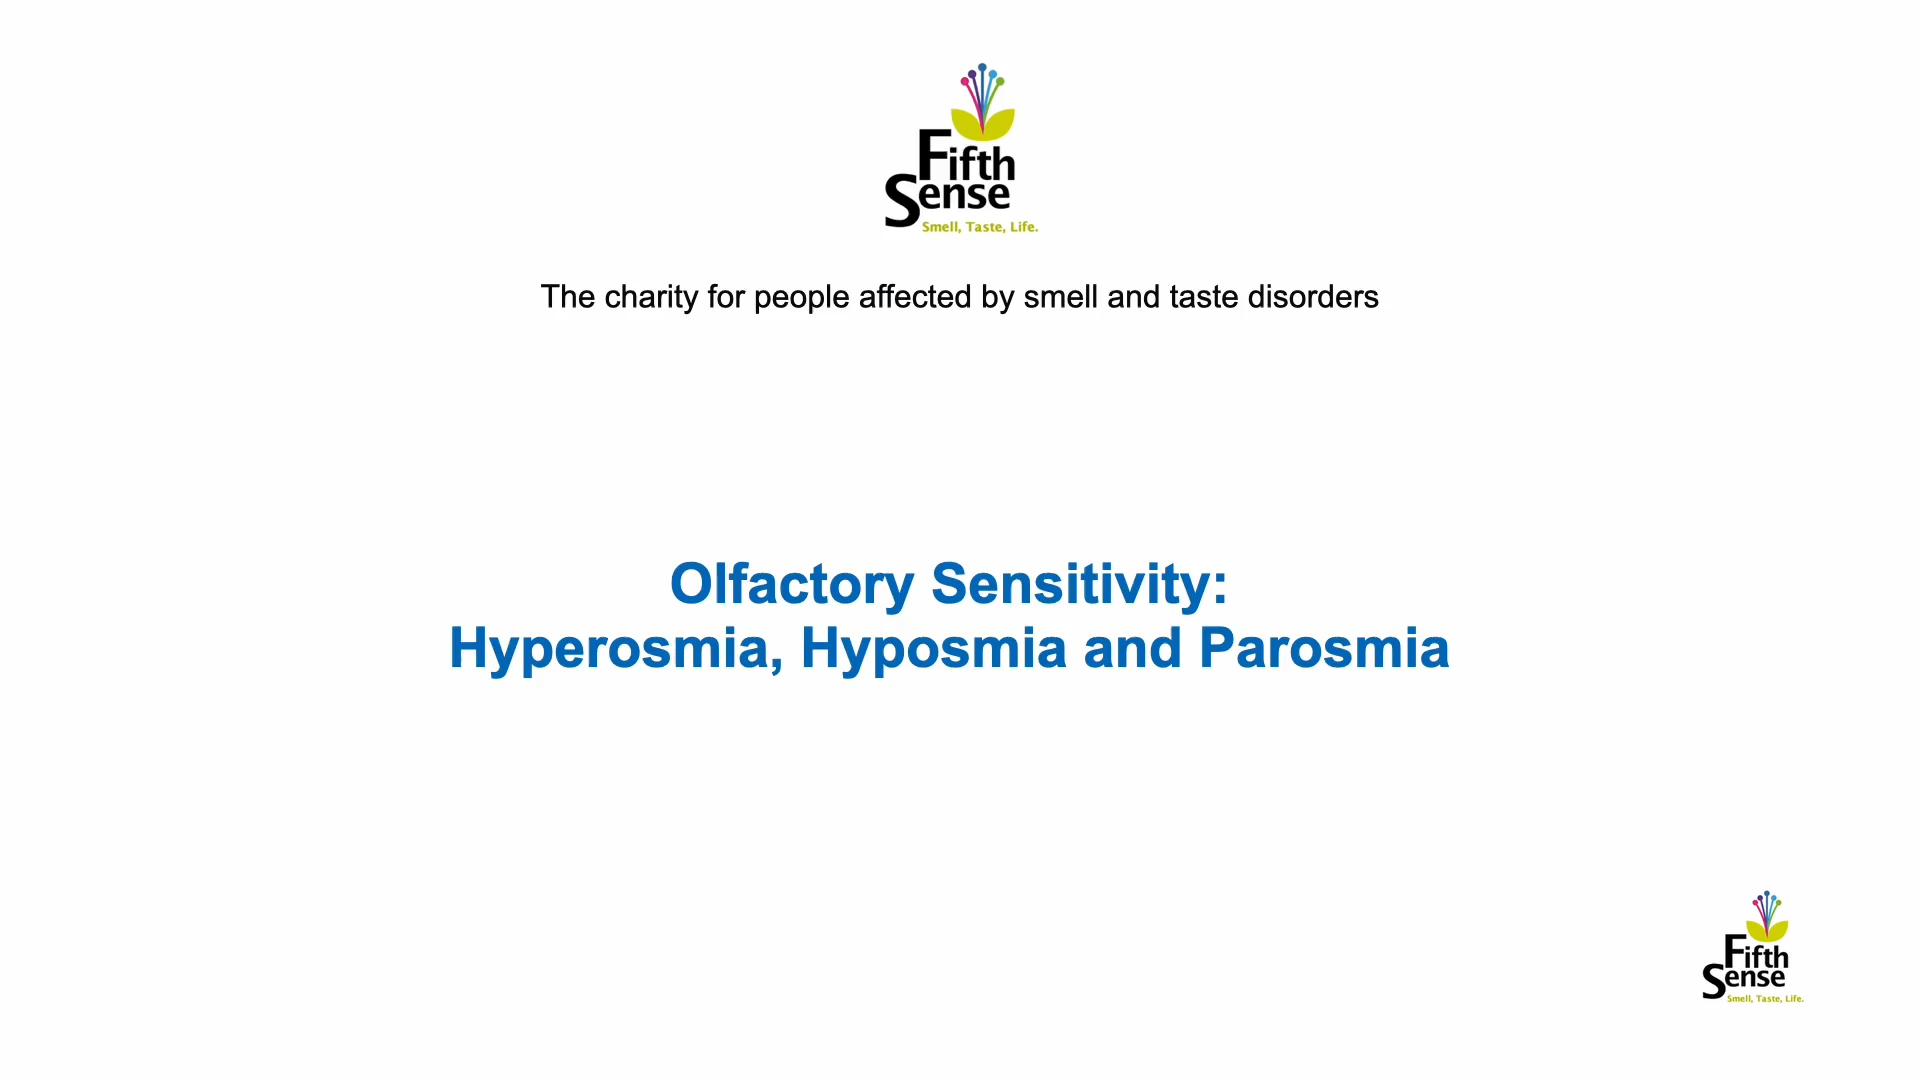 Fifth
Sense
Smell, Taste, Life.
The charity for people affected by smell and taste disorders
Olfactory Sensitivity:
Hyperosmia, Hyposmia and Parosmia
Fifth
Sense
Smell, Taste, Life.